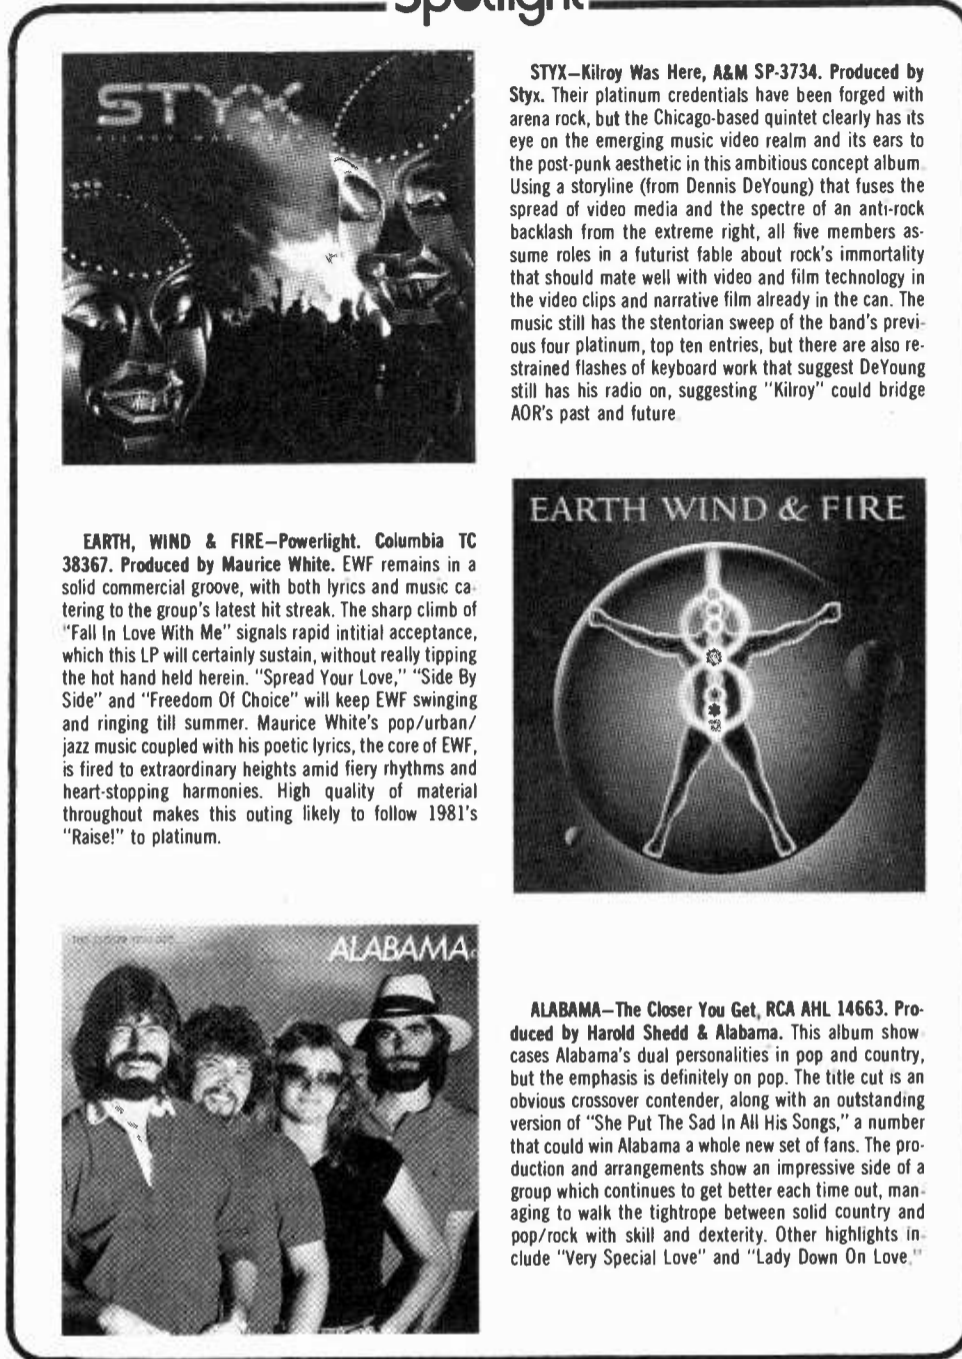 Spotlight
STYX
STYX—Kilroy Was Here, A&M SP-3734. Produced by
Styx. Their platinum credentials have been forged with
arena rock, but the Chicago-based quintet clearly has its
eye on the emerging music video realm and its ears to
the post-punk aesthetic in this ambitious concept album
Using a storyline (from Dennis DeYoung) that fuses the
spread of video media and the spectre of an anti-rock
backlash from the extreme right, all five members as-
sume roles in a futurist fable about rock's immortality
that should mate well with video and film technology in
the video clips and narrative film already in the can. The
music still has the stentorian sweep of the band's previ-
ous four platinum, top ten entries, but there are also re-
strained flashes of keyboard work that suggest DeYoung
still has his radio on, suggesting "Kilroy" could bridge
AOR's past and future
EARTH, WIND & FIRE—Powerlight. Columbia TC
38367. Produced by Maurice White. EWF remains in a
solid commercial groove, with both lyrics and music ca-
tering to the group's latest hit streak. The sharp climb of
"Fall In Love With Me" signals rapid intitial acceptance,
which this LP will certainly sustain, without really tipping
the hot hand held herein. "Spread Your Love," "Side By
Side" and "Freedom Of Choice" will keep EWF swinging
and ringing till summer. Maurice White's pop/urban/
jazz music coupled with his poetic lyrics, the core of EWF,
is fired to extraordinary heights amid fiery rhythms and
heart-stopping harmonies. High quality of material
throughout makes this outing likely to follow 1981's
"Raise!" to platinum.
EARTH WIND & FIRE
ALABAMA
ALABAMA—The Closer You Get, RCA AHL 14663. Pro-
duced by Harold Shedd & Alabama. This album show
cases Alabama's dual personalities in pop and country,
but the emphasis is definitely on pop. The title cut is an
obvious crossover contender, along with an outstanding
version of "She Put The Sad In All His Songs," a number
that could win Alabama a whole new set of fans. The pro-
duction and arrangements show an impressive side of a
group which continues to get better each time out, man-
aging to walk the tightrope between solid country and
pop/rock with skill and dexterity. Other highlights in-
clude "Very Special Love" and "Lady Down On Love."